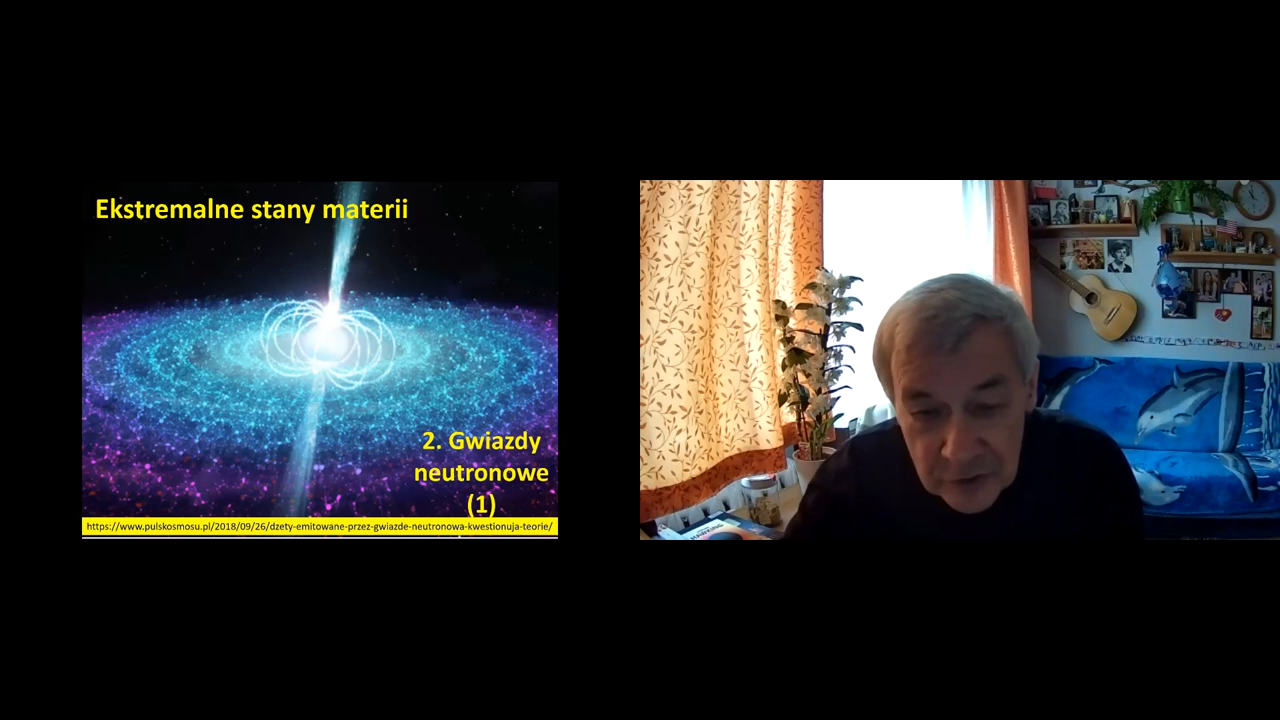 Ekstremalne stany materii
2. Gwiazdy
neutronowe
(1)
https://www.pulskosmosu.pl/2018/09/26/dzety-emitowane-przez-gwiazde-neutronowa-kwestionuja-teorie/